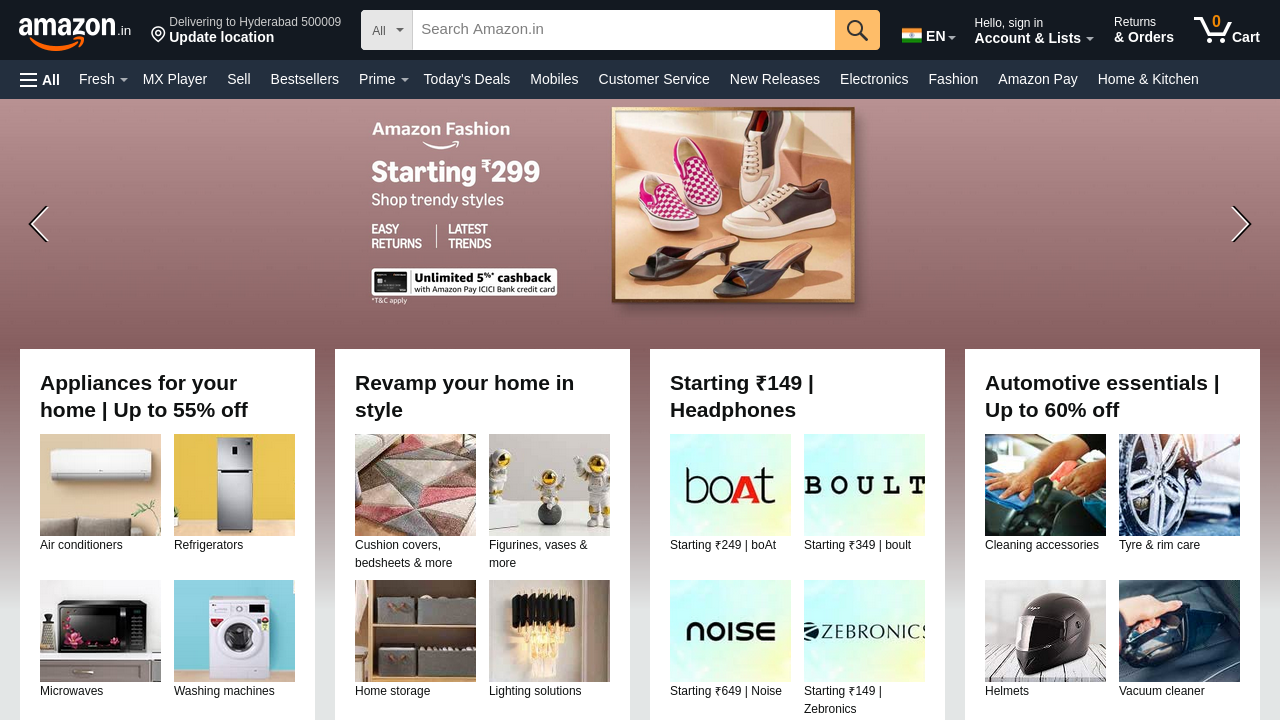 amazon.in
Delivering to Hyderabad 500009
Update location
All
Search Amazon.in
EN
Hello, sign in
Account & Lists
Returns
& Orders
0
Cart
All
Fresh
MX Player
Sell
Bestsellers
Prime
Today's Deals
Mobiles
Customer Service
New Releases
Electronics
Fashion
Amazon Pay
Home & Kitchen
Amazon Fashion
Starting ₹299
Shop trendy styles
EASY RETURNS
LATEST TRENDS
Unlimited 5%* cashback
with Amazon Pay ICICI Bank credit card
*T&C apply
Appliances for your
home | Up to 55% off
Air conditioners
Refrigerators
Microwaves
Washing machines
Revamp your home in
style
Cushion covers,
bedsheets & more
Figurines, vases &
more
Home storage
Lighting solutions
Starting ₹149 |
Headphones
boAt
BOULT
Starting ₹249 | boAt
Starting ₹349 | boult
NOISE
ZEBRONICS
Starting ₹649 | Noise
Starting ₹149 |
Zebronics
Automotive essentials |
Up to 60% off
Cleaning accessories
Tyre & rim care
Helmets
Vacuum cleaner